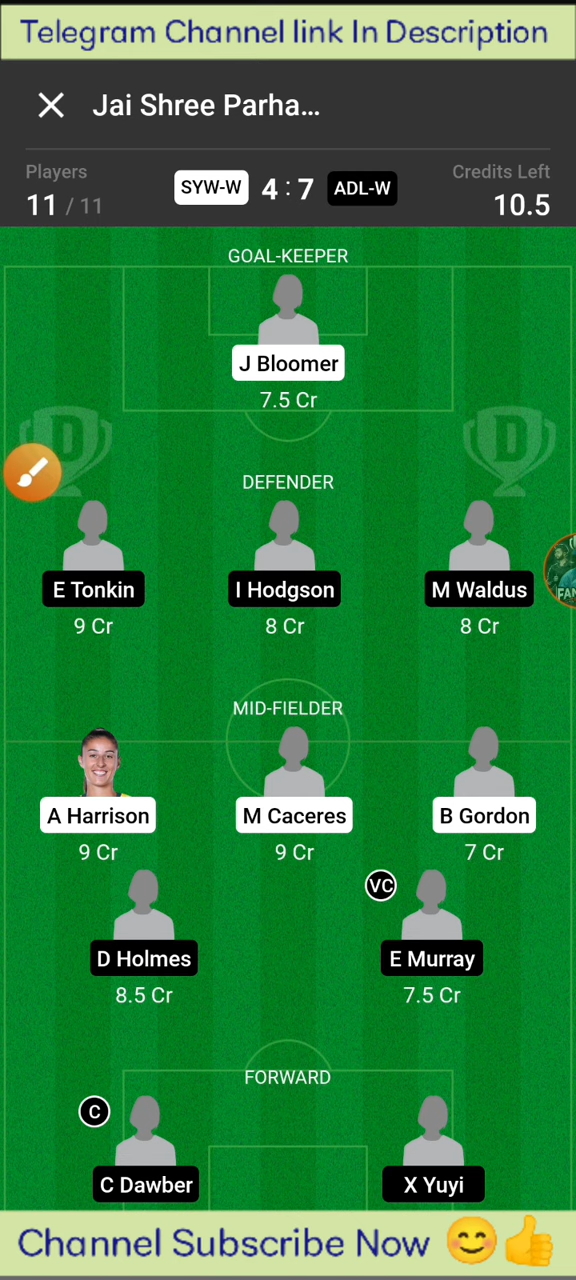 Telegram Channel link In Description
Jai Shree Parha...
Players
Credits Left
11 / 11
SYW-W 4 : 7 ADL-W
10.5
GOAL-KEEPER
J Bloomer
7.5 Cr
D
D
DEFENDER
E Tonkin I Hodgson M Waldus
9 Cr 8 Cr 8 Cr
FAN
MID-FIELDER
A Harrison M Caceres B Gordon
9 Cr 9 Cr 7 Cr
VC
D Holmes E Murray
8.5 Cr 7.5 Cr
FORWARD
C
C Dawber X Yuyi
Channel Subscribe Now